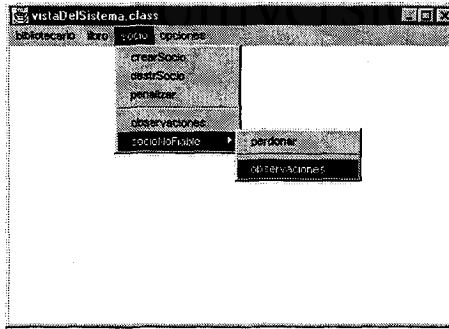 vistaDelSistema.class
bibliotecario libro socio opciones
crearSocio
destrSocio
penalizar
observaciones
socioNoFiable
perdonar
observaciones